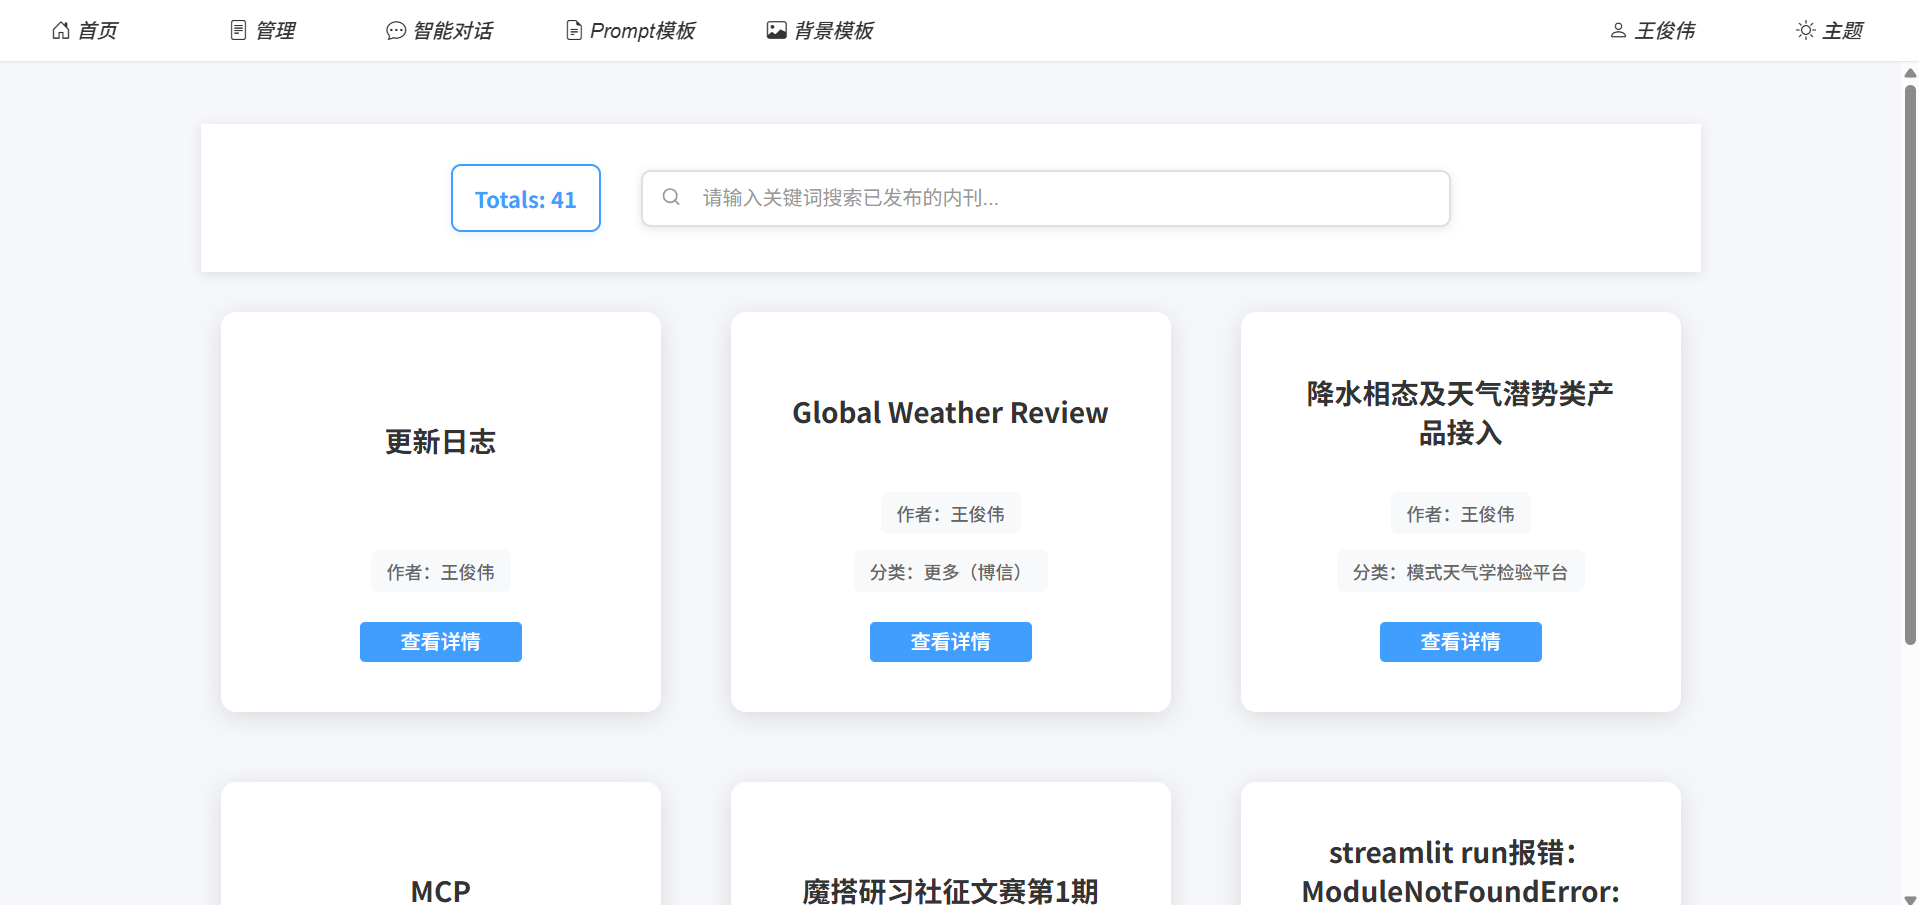 首页
管理
智能对话
Prompt模板
背景模板
王俊伟
主题
Totals: 41
请输入关键词搜索已发布的内刊...
更新日志
作者：王俊伟
查看详情
Global Weather Review
作者：王俊伟
分类：更多（博信）
查看详情
降水相态及天气潜势类产
品接入
作者：王俊伟
分类：模式天气学检验平台
查看详情
MCP
魔搭研习社征文赛第1期
streamlit run报错：
ModuleNotFoundError: